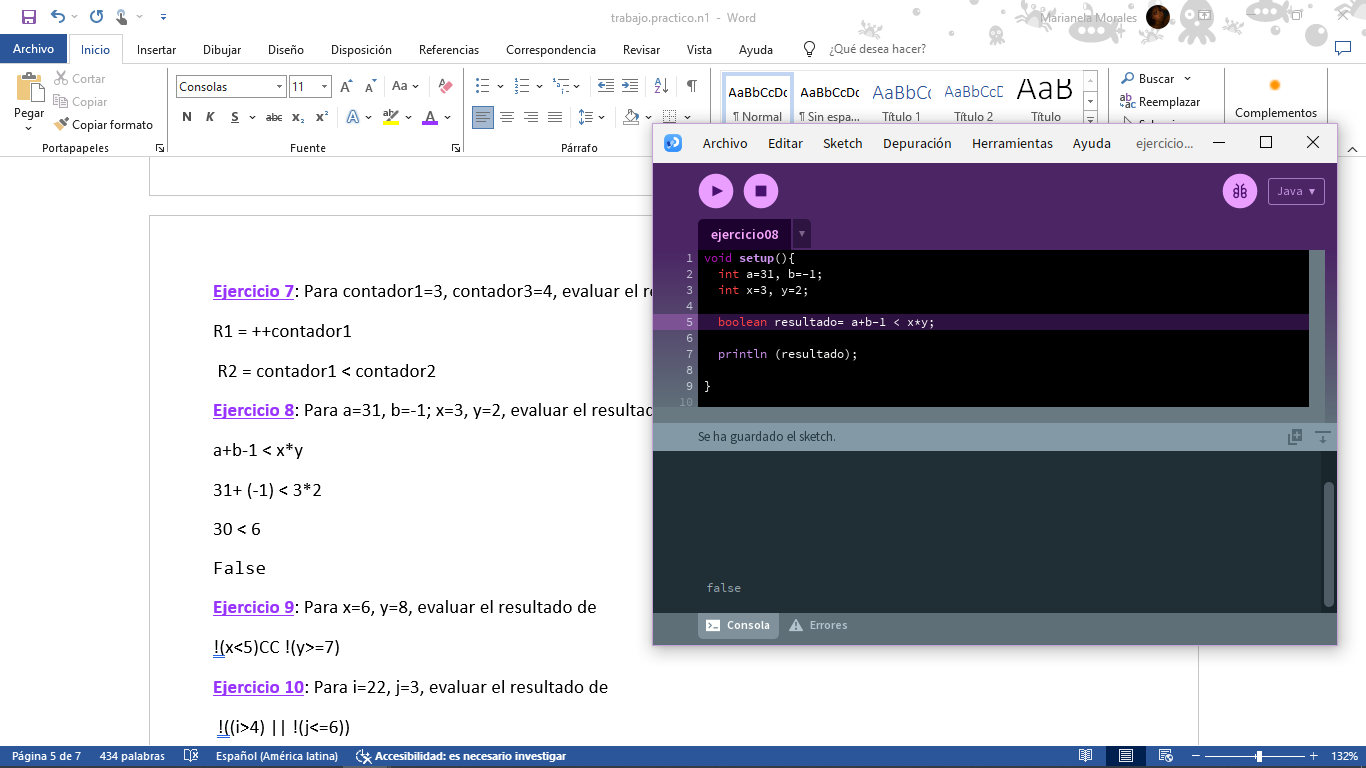 trabajo.practico.n1 - Word
Marianela Morales
Archivo Inicio Insertar Dibujar Diseño Disposición Referencias Correspondencia Revisar Vista Ayuda ¿Qué desea hacer?
Pegar
Cortar
Copiar
Copiar formato
Portapapeles
Consolas 11
N K S abc x₂ x²
Fuente
Párrafo
AaBbCcDc AaBbCcDc AaBbCc AaBbCcD AaB
¶ Normal ¶ Sin espa... Título 1 Título 2 Título
Buscar
Reemplazar
Complementos
Ejercicio 7: Para contador1=3, contador3=4, evaluar el
R1 = ++contador1
R2 = contador1 < contador2
Ejercicio 8: Para a=31, b=-1; x=3, y=2, evaluar el
a+b-1 < x*y
31+ (-1) < 3*2
30 < 6
False
Ejercicio 9: Para x=6, y=8, evaluar el resultado de
!(x<5)CC !(y>=7)
Ejercicio 10: Para i=22, j=3, evaluar el resultado de
!((i>4) || !(j<=6))
Archivo Editar Sketch Depuración Herramientas Ayuda ejercicio...
Java
ejercicio08
1 void setup(){
2 int a=31, b=-1;
3 int x=3, y=2;
4
5 boolean resultado= a+b-1 < x*y;
6
7 println (resultado);
8
9 }
10
Se ha guardado el sketch.
false
Consola Errores
Página 5 de 7 434 palabras Español (América latina) Accesibilidad: es necesario investigar 132%